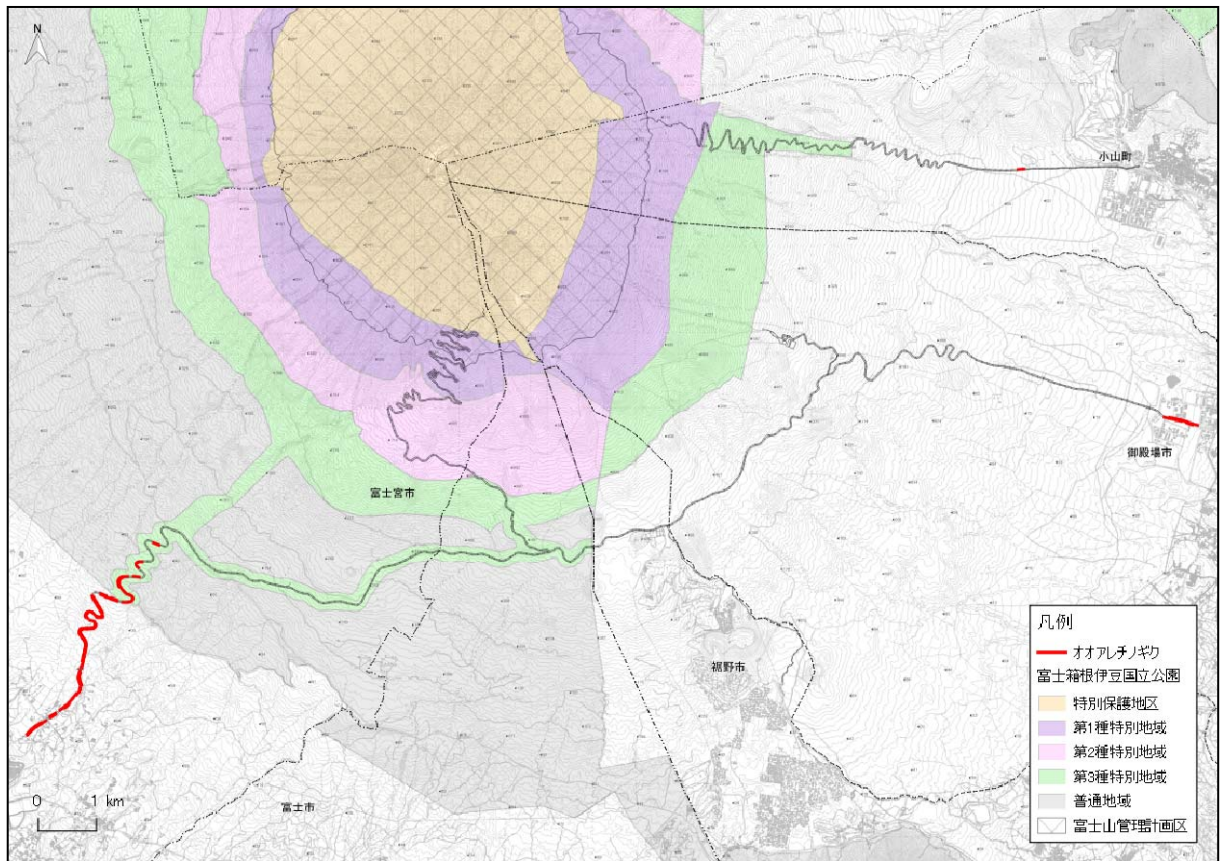 N
小山町
御殿場市
富士宮市
裾野市
富士市
0 1 km
凡例
オオアレチノギク
富士箱根伊豆国立公園
特別保護地区
第1種特別地域
第2種特別地域
第3種特別地域
普通地域
富士山管理計画区